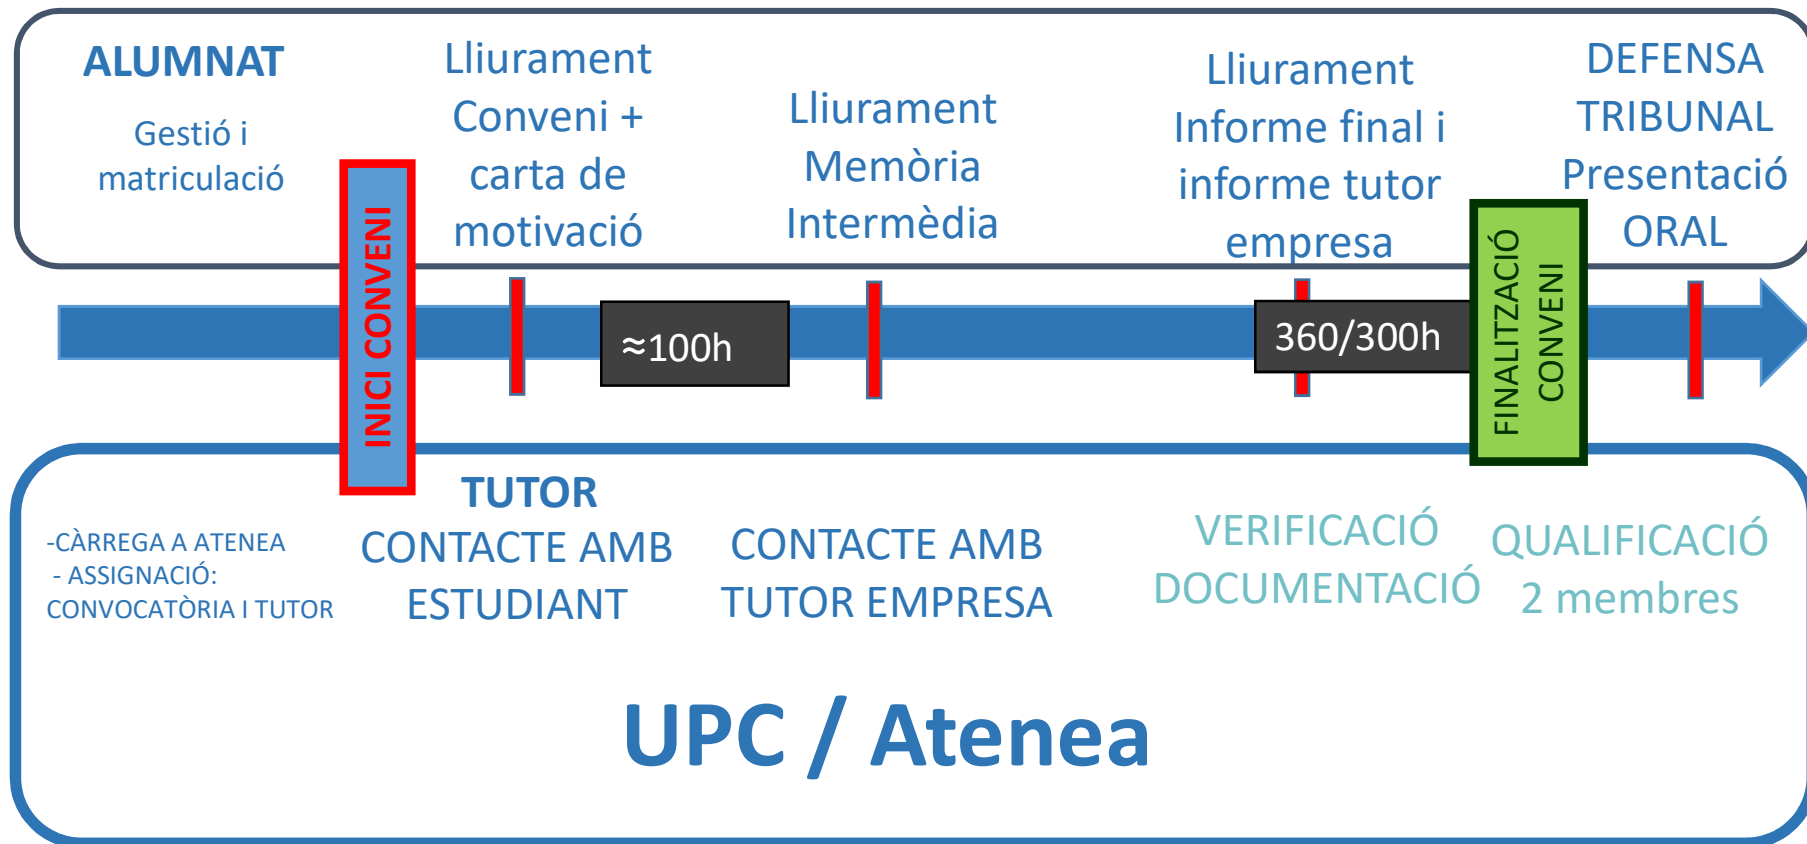 ALUMNAT
Gestió i
matriculació
Lliurament
Conveni +
carta de
motivació
Lliurament
Memòria
Intermèdia
Lliurament
Informe final i
informe tutor
empresa
DEFENSA
TRIBUNAL
Presentació
ORAL
INICI CONVENI
≈100h
360/300h
FINALITZACIÓ
CONVENI
-CÀRREGA A ATENEA
- ASSIGNACIÓ:
CONVOCATÒRIA I TUTOR
TUTOR
CONTACTE AMB
ESTUDIANT
CONTACTE AMB
TUTOR EMPRESA
VERIFICACIÓ
DOCUMENTACIÓ
QUALIFICACIÓ
2 membres
UPC / Atenea